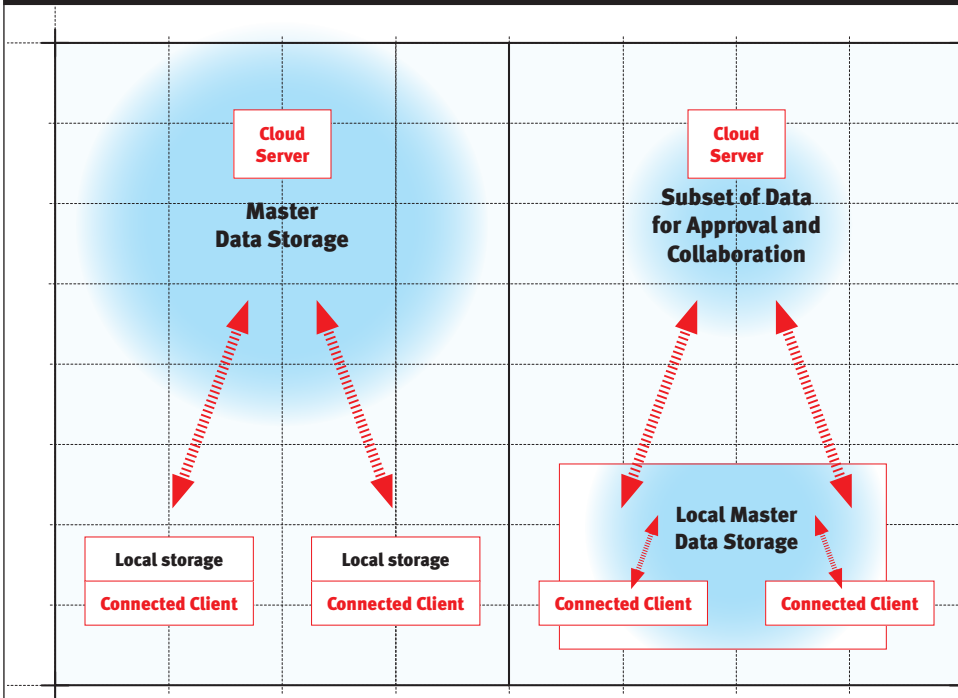 Cloud
Server
Master
Data Storage
Local storage
Connected Client
Local storage
Connected Client
Cloud
Server
Subset of Data
for Approval and
Collaboration
Local Master
Data Storage
Connected Client
Connected Client